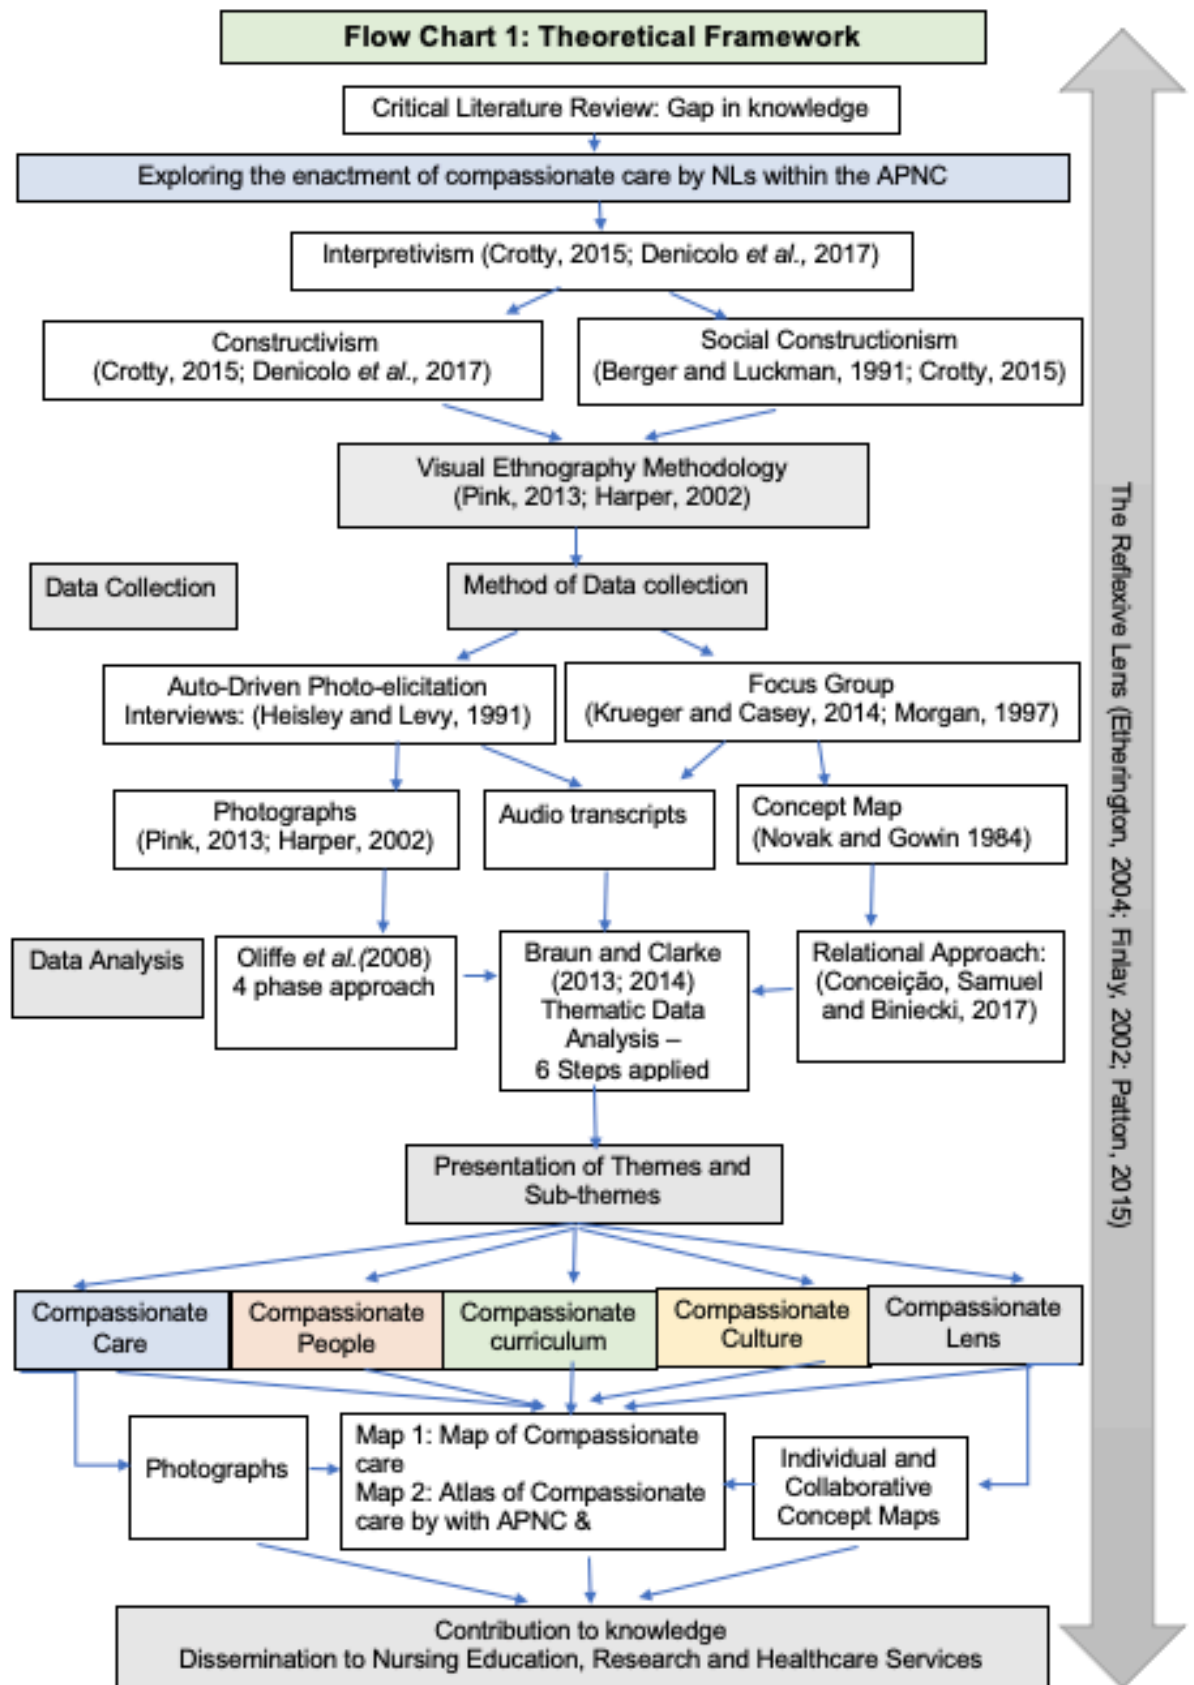 Flow Chart 1: Theoretical Framework
Critical Literature Review: Gap in knowledge
Exploring the enactment of compassionate care by NLs within the APNC
Interpretivism (Crotty, 2015; Denicolo et al., 2017)
Constructivism
(Crotty, 2015; Denicolo et al., 2017)
Social Constructionism
(Berger and Luckman, 1991; Crotty, 2015)
Visual Ethnography Methodology
(Pink, 2013; Harper, 2002)
Data Collection
Method of Data collection
Auto-Driven Photo-elicitation
Interviews: (Heisley and Levy, 1991)
Focus Group
(Krueger and Casey, 2014; Morgan, 1997)
Photographs
(Pink, 2013; Harper, 2002)
Audio transcripts
Concept Map
(Novak and Gowin 1984)
Data Analysis
Oliffe et al.(2008)
4 phase approach
Braun and Clarke
(2013; 2014)
Thematic Data
Analysis –
6 Steps applied
Relational Approach:
(Conceição, Samuel
and Biniecki, 2017)
Presentation of Themes and
Sub-themes
Compassionate
Care
Compassionate
People
Compassionate
curriculum
Compassionate
Culture
Compassionate
Lens
Photographs
Map 1: Map of Compassionate
care
Map 2: Atlas of Compassionate
care by with APNC &
Individual and
Collaborative
Concept Maps
Contribution to knowledge
Dissemination to Nursing Education, Research and Healthcare Services
The Reflexive Lens (Etherington, 2004; Finlay, 2002; Patton, 2015)